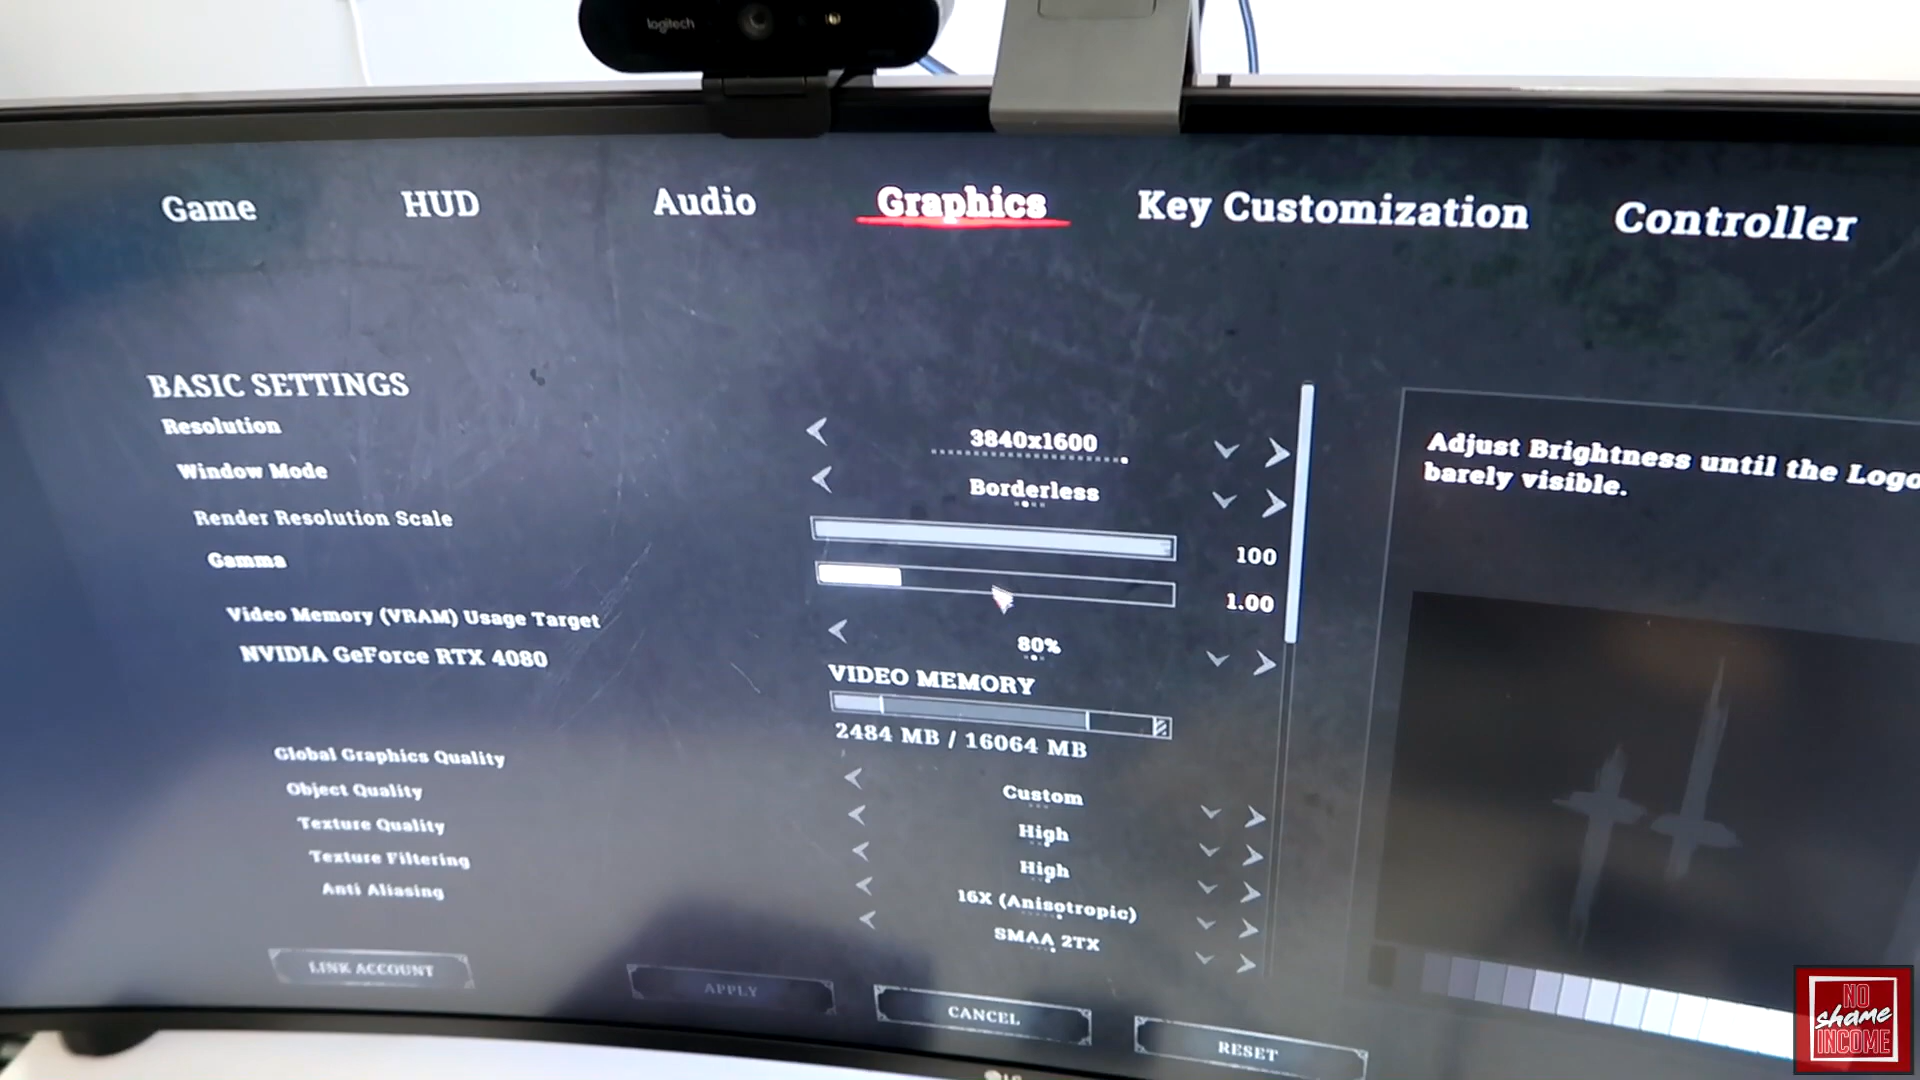 logitech
Game HUD Audio Graphics Key Customization Controller
BASIC SETTINGS
Resolution 3840x1600
Window Mode Borderless
Render Resolution Scale 100
Gamma 1.00
Video Memory (VRAM) Usage Target 80%
NVIDIA GeForce RTX 4080 VIDEO MEMORY
2484 MB / 16064 MB
Global Graphics Quality Custom
Object Quality High
Texture Quality High
Texture Filtering 16X (Anisotropic)
Anti Aliasing SMAA 2TX
LINK ACCOUNT APPLY CANCEL RESET
Adjust Brightness until the Logo
barely visible.
NO
shame
INCOME